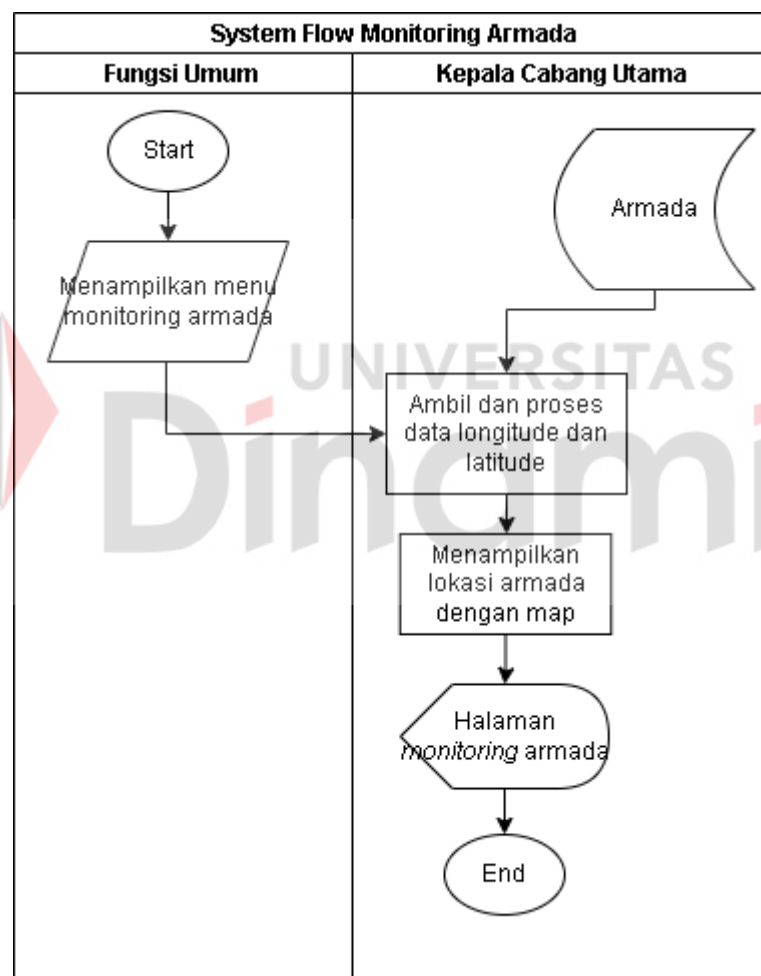 System Flow Monitoring Armada
Fungsi Umum
Kepala Cabang Utama
Start
Armada
Menampilkan menu
monitoring armada
UNIVERSITAS
Dinami
Ambil dan proses
data longitude dan
latitude
Menampilkan
lokasi armada
dengan map
Halaman
monitoring armada
End